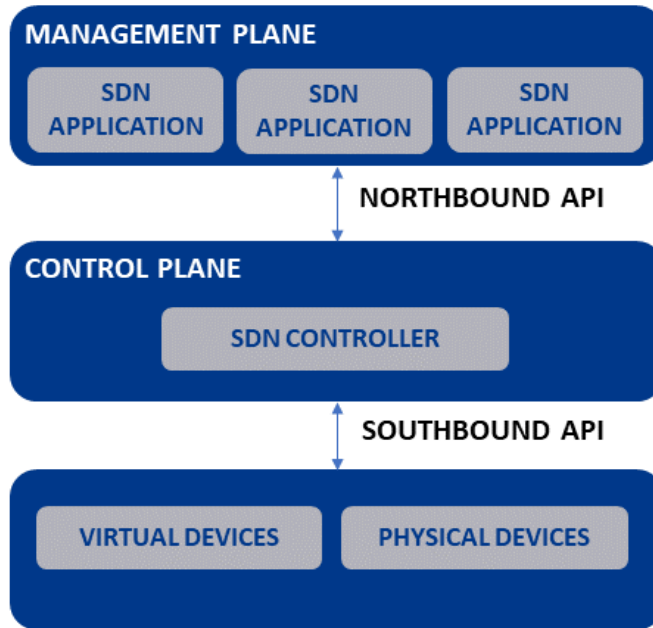 MANAGEMENT PLANE
SDN
APPLICATION
SDN
APPLICATION
SDN
APPLICATION
NORTHBOUND API
CONTROL PLANE
SDN CONTROLLER
SOUTHBOUND API
VIRTUAL DEVICES
PHYSICAL DEVICES